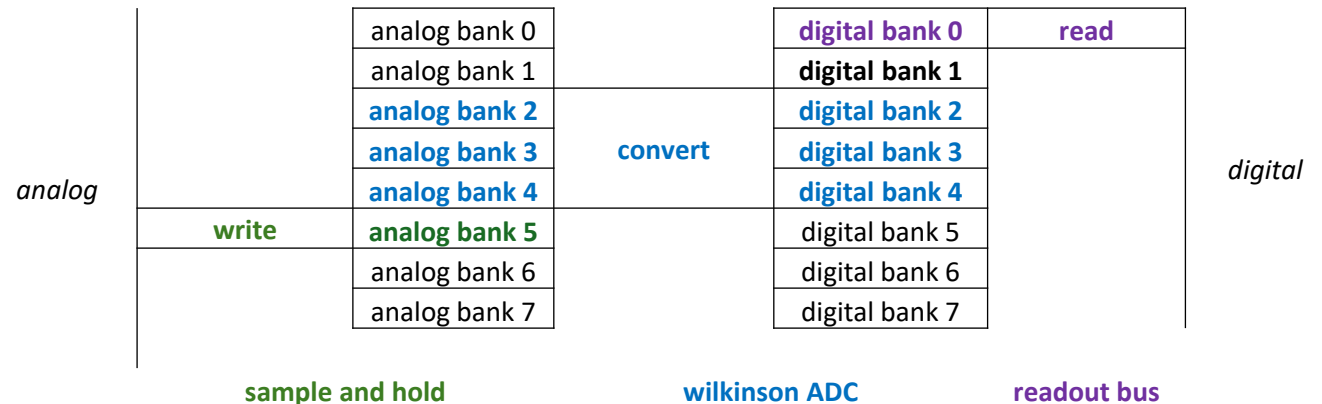 analog bank 0 digital bank 0 read
analog bank 1 digital bank 1
analog bank 2 digital bank 2
analog bank 3 convert digital bank 3
analog analog bank 4 digital bank 4 digital
write analog bank 5 digital bank 5
analog bank 6 digital bank 6
analog bank 7 digital bank 7
sample and hold wilkinson ADC readout bus